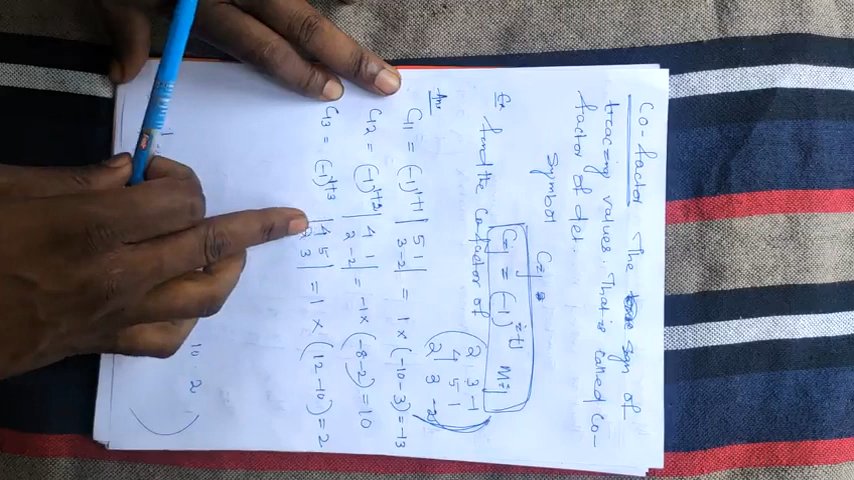 Co-factor The sign of
tracing values. That is called Co-
factor of det.
Symbol Cij
Cij = (-1)^i+j Mij
Ex find the Cofactor of (2 3 -1
4 5 1
2 3 -2)
Ans
C11 = (-1)^1+1 |5 1
3 -2| = 1 × (-10-3) = -13
C12 = (-1)^1+2 |4 1
2 -2| = -1 × (-8-2) = 10
C13 = (-1)^1+3 |4 5
2 3| = 1 × (12-10) = 2
10 2